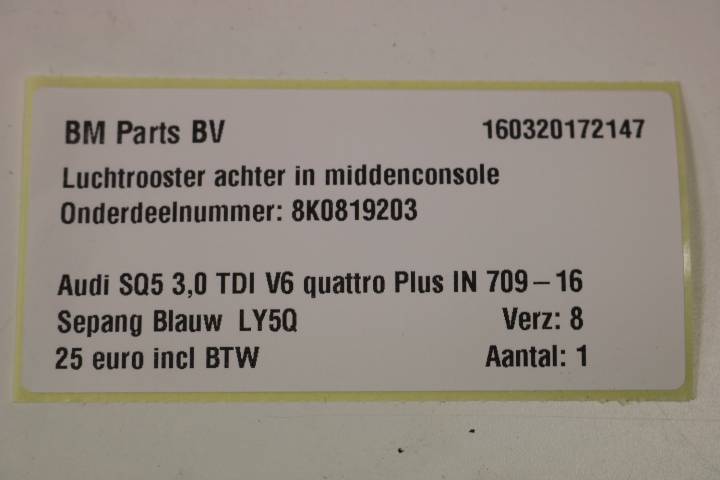 BM Parts BV 160320172147
Luchtrooster achter in middenconsole
Onderdeelnummer: 8K0819203
Audi SQ5 3,0 TDI V6 quattro Plus IN 709-16
Sepang Blauw LY5Q Verz: 8
25 euro incl BTW Aantal: 1